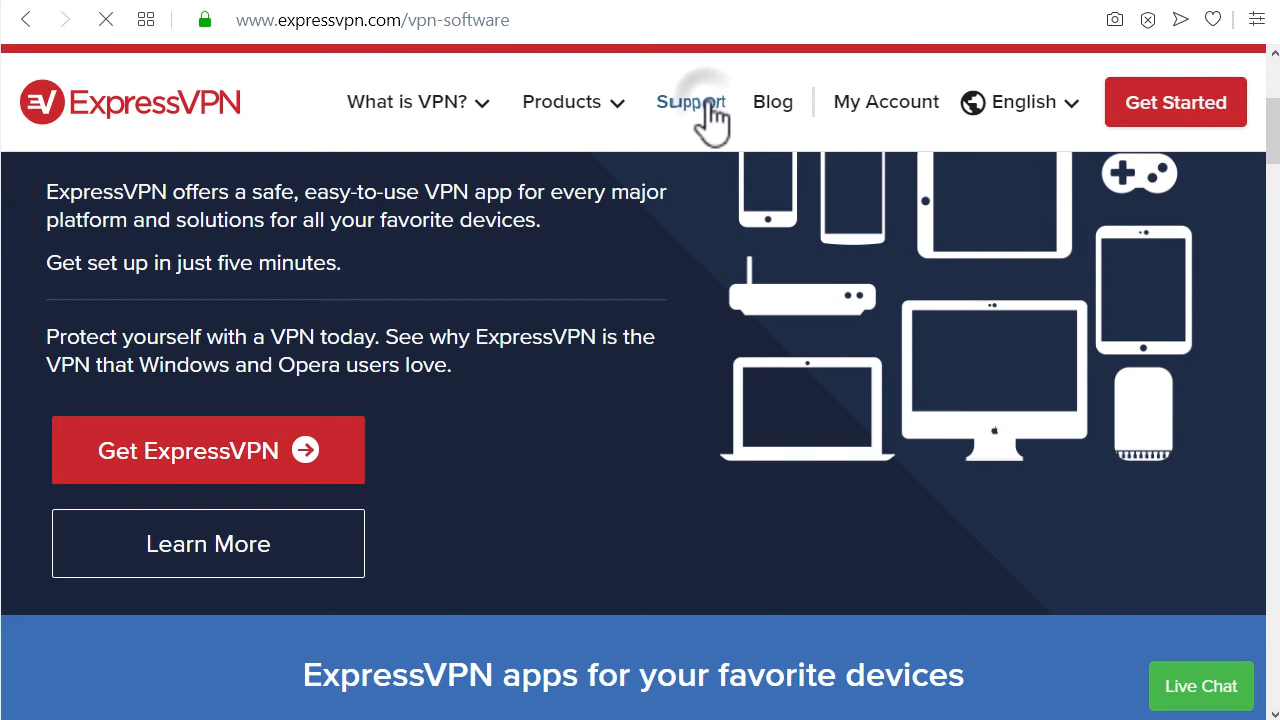 www.expressvpn.com/vpn-software
ExpressVPN
What is VPN?
Products
Support
Blog
My Account
English
Get Started
ExpressVPN offers a safe, easy-to-use VPN app for every major
platform and solutions for all your favorite devices.
Get set up in just five minutes.
Protect yourself with a VPN today. See why ExpressVPN is the
VPN that Windows and Opera users love.
Get ExpressVPN
Learn More
ExpressVPN apps for your favorite devices
Live Chat